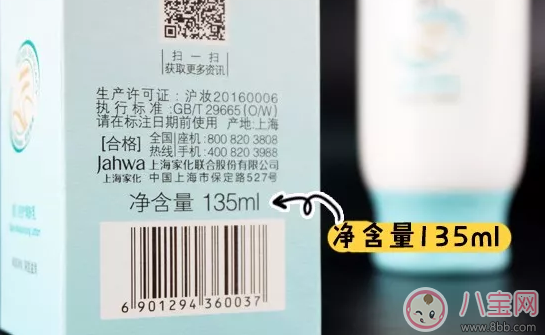 扫一扫
获取更多资讯
生产许可证：沪妆20160006
执行标准：GB/T 29665(O/W)
请在标注日期前使用 产地：上海
[合格] 全国|座机：800 820 3808
热线|手机：400 820 3988
Jahwa 上海家化联合股份有限公司
上海家化 中国上海市保定路527号
净含量 135ml
净含量135ml
6 901294 360037
八宝网
www.8bb.com